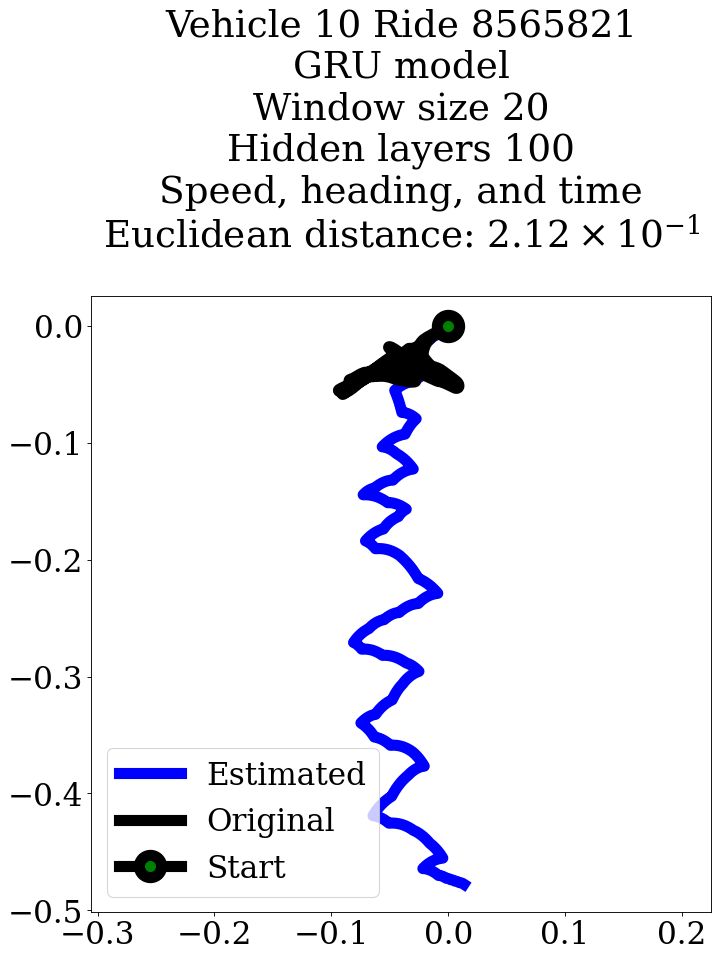 Vehicle 10 Ride 8565821
GRU model
Window size 20
Hidden layers 100
Speed, heading, and time
Euclidean distance: 2.12 × 10⁻¹
0.0
−0.1
−0.2
−0.3
−0.4
−0.5
Estimated
Original
Start
−0.3 −0.2 −0.1 0.0 0.1 0.2